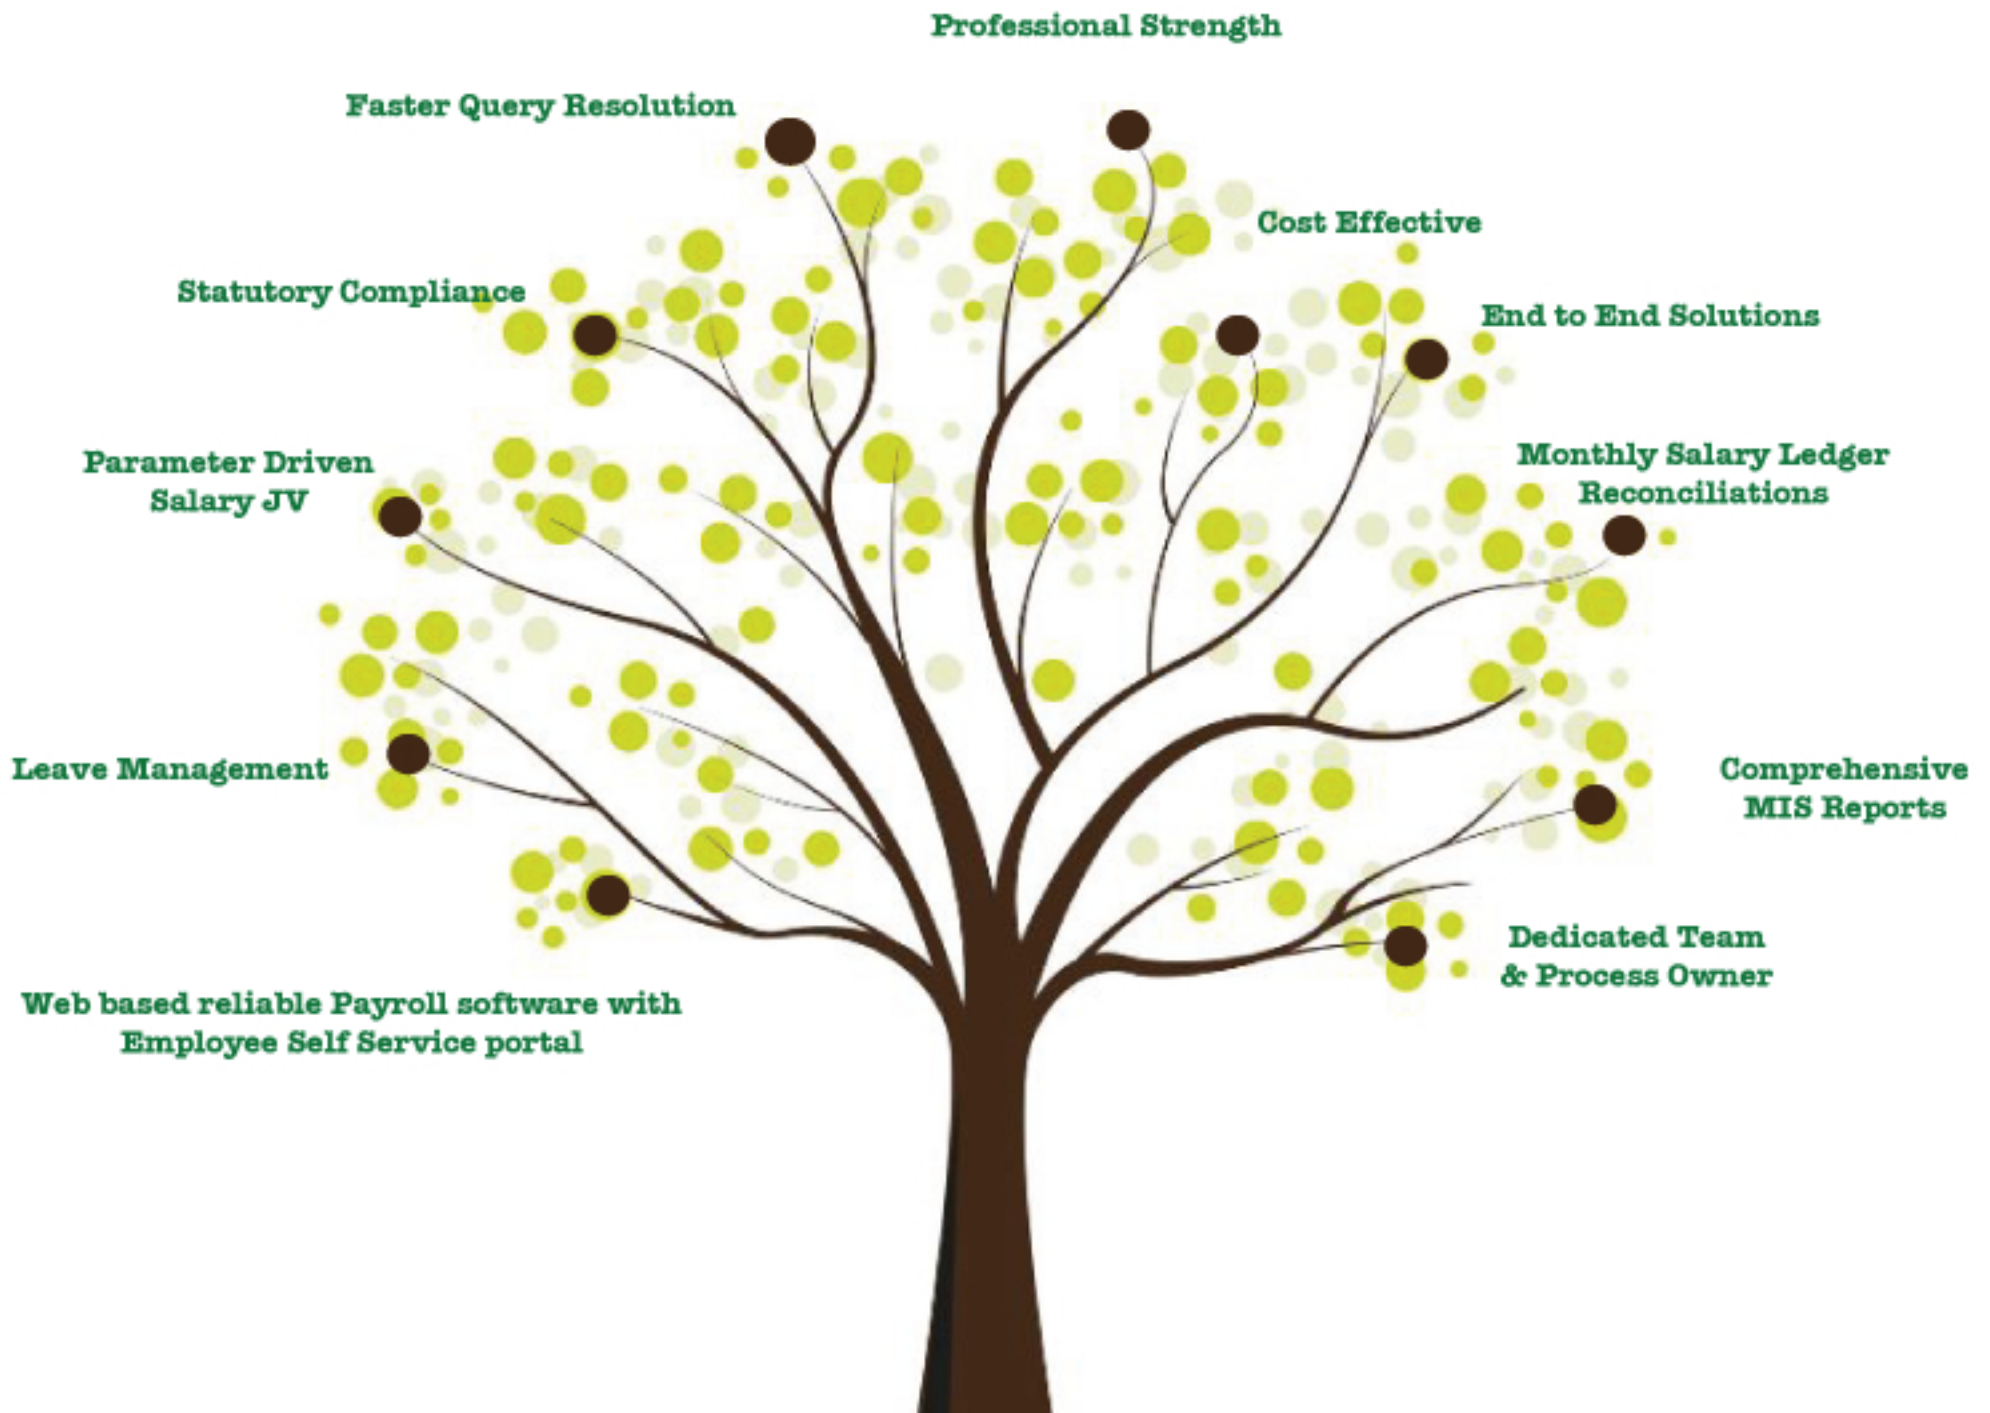 Professional Strength
Faster Query Resolution
Cost Effective
Statutory Compliance
End to End Solutions
Parameter Driven
Salary JV
Monthly Salary Ledger
Reconciliations
Leave Management
Comprehensive
MIS Reports
Dedicated Team
& Process Owner
Web based reliable Payroll software with
Employee Self Service portal